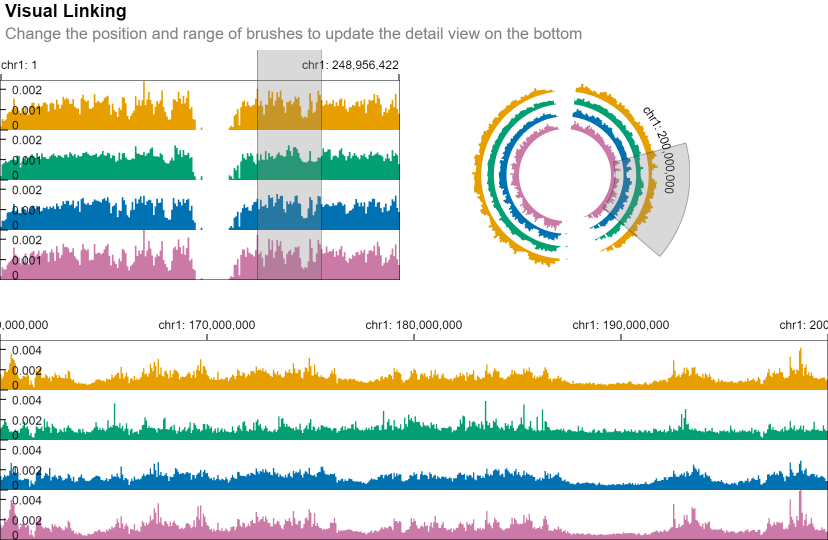 Visual Linking
Change the position and range of brushes to update the detail view on the bottom
chr1: 1
chr1: 248,956,422
0.002
0.001
0
0.002
0.001
0
0.002
0.001
0
0.002
0.001
0
chr1: 200,000,000
0,000,000
chr1: 170,000,000
chr1: 180,000,000
chr1: 190,000,000
chr1: 200
0.004
0.002
0
0.004
0.002
0
0.004
0.002
0
0.004
0.002
0